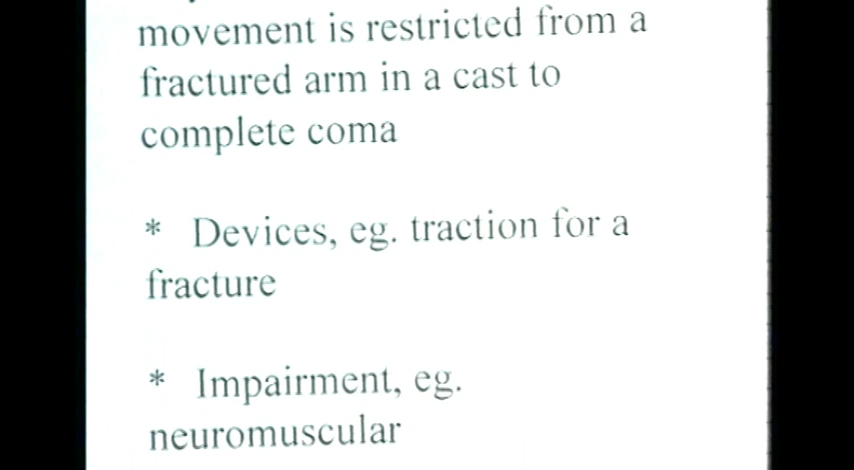 movement is restricted from a
fractured arm in a cast to
complete coma
* Devices, eg. traction for a
fracture
* Impairment, eg.
neuromuscular